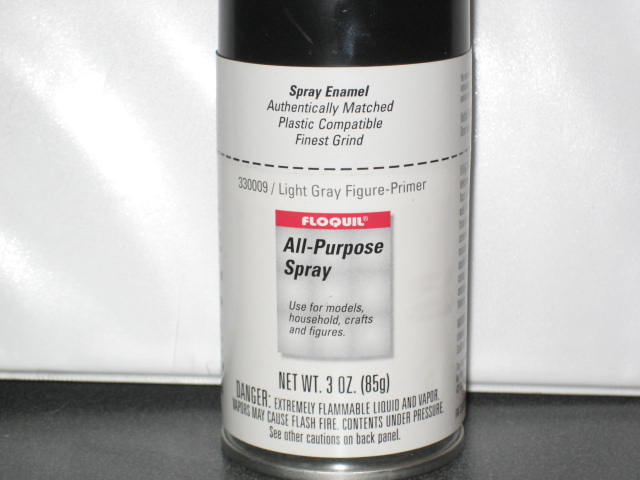 Spray Enamel
Authentically Matched
Plastic Compatible
Finest Grind
330009 / Light Gray Figure-Primer
FLOQUIL®
All-Purpose
Spray
Use for models,
household, crafts
and figures.
NET WT. 3 OZ. (85g)
DANGER: EXTREMELY FLAMMABLE LIQUID AND VAPOR.
VAPORS MAY CAUSE FLASH FIRE. CONTENTS UNDER PRESSURE.
See other cautions on back panel.